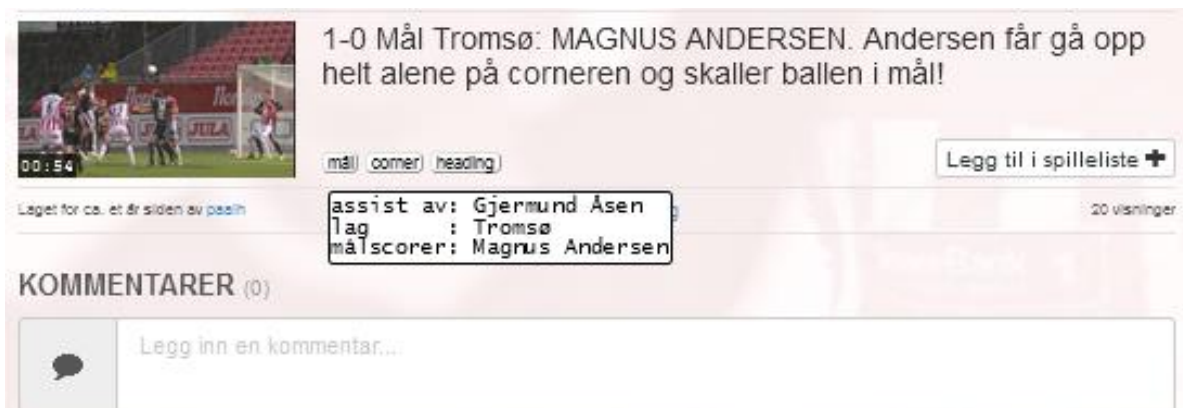 1-0 Mål Tromsø: MAGNUS ANDERSEN. Andersen får gå opp
helt alene på corneren og skaller ballen i mål!
JULA
00:54
mål corner heading
Legg til i spilleliste
Laget for ca. et år siden av paalh
assist av: Gjermund Åsen
lag : Tromsø
målscorer: Magnus Andersen
20 visninger
KOMMENTARER (0)
Legg inn en kommentar...